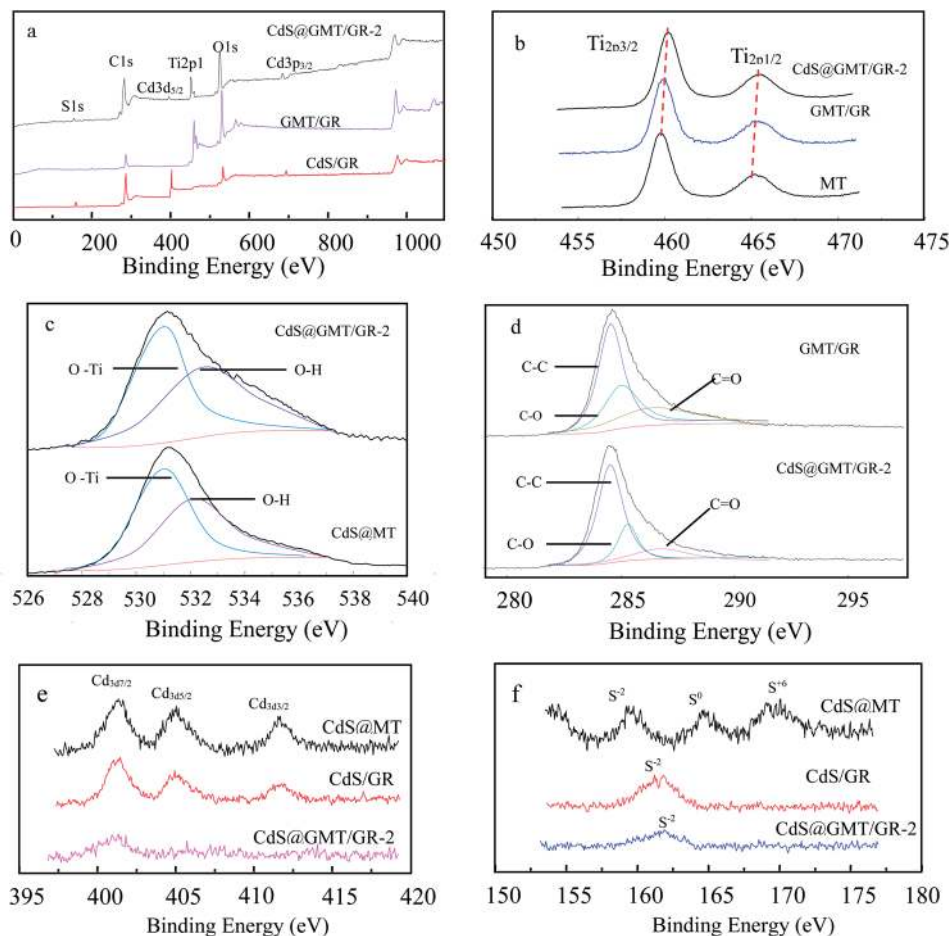 a
CdS@GMT/GR-2
C1s
Ti2p1
O1s
Cd3p3/2
Cd3d5/2
S1s
GMT/GR
CdS/GR
0 200 400 600 800 1000
Binding Energy (eV)
b
Ti2p3/2
Ti2p1/2
CdS@GMT/GR-2
GMT/GR
MT
450 455 460 465 471 475
Binding Energy (eV)
c
CdS@GMT/GR-2
O -Ti
O-H
O -Ti
O-H
CdS@MT
526 528 530 532 534 536 540
Binding Energy (eV)
d
GMT/GR
C-C
C=O
C-O
CdS@GMT/GR-2
C-C
C=O
C-O
280 285 290 295
Binding Energy (eV)
e
Cd3d7/2
Cd3d5/2
Cd3d3/2
CdS@MT
CdS/GR
CdS@GMT/GR-2
395 400 405 410 415 420
Binding Energy (eV)
f
S-2
S0
S+6
CdS@MT
S-2
CdS/GR
S-2
CdS@GMT/GR-2
150 155 160 165 170 175 180
Binding Energy (eV)